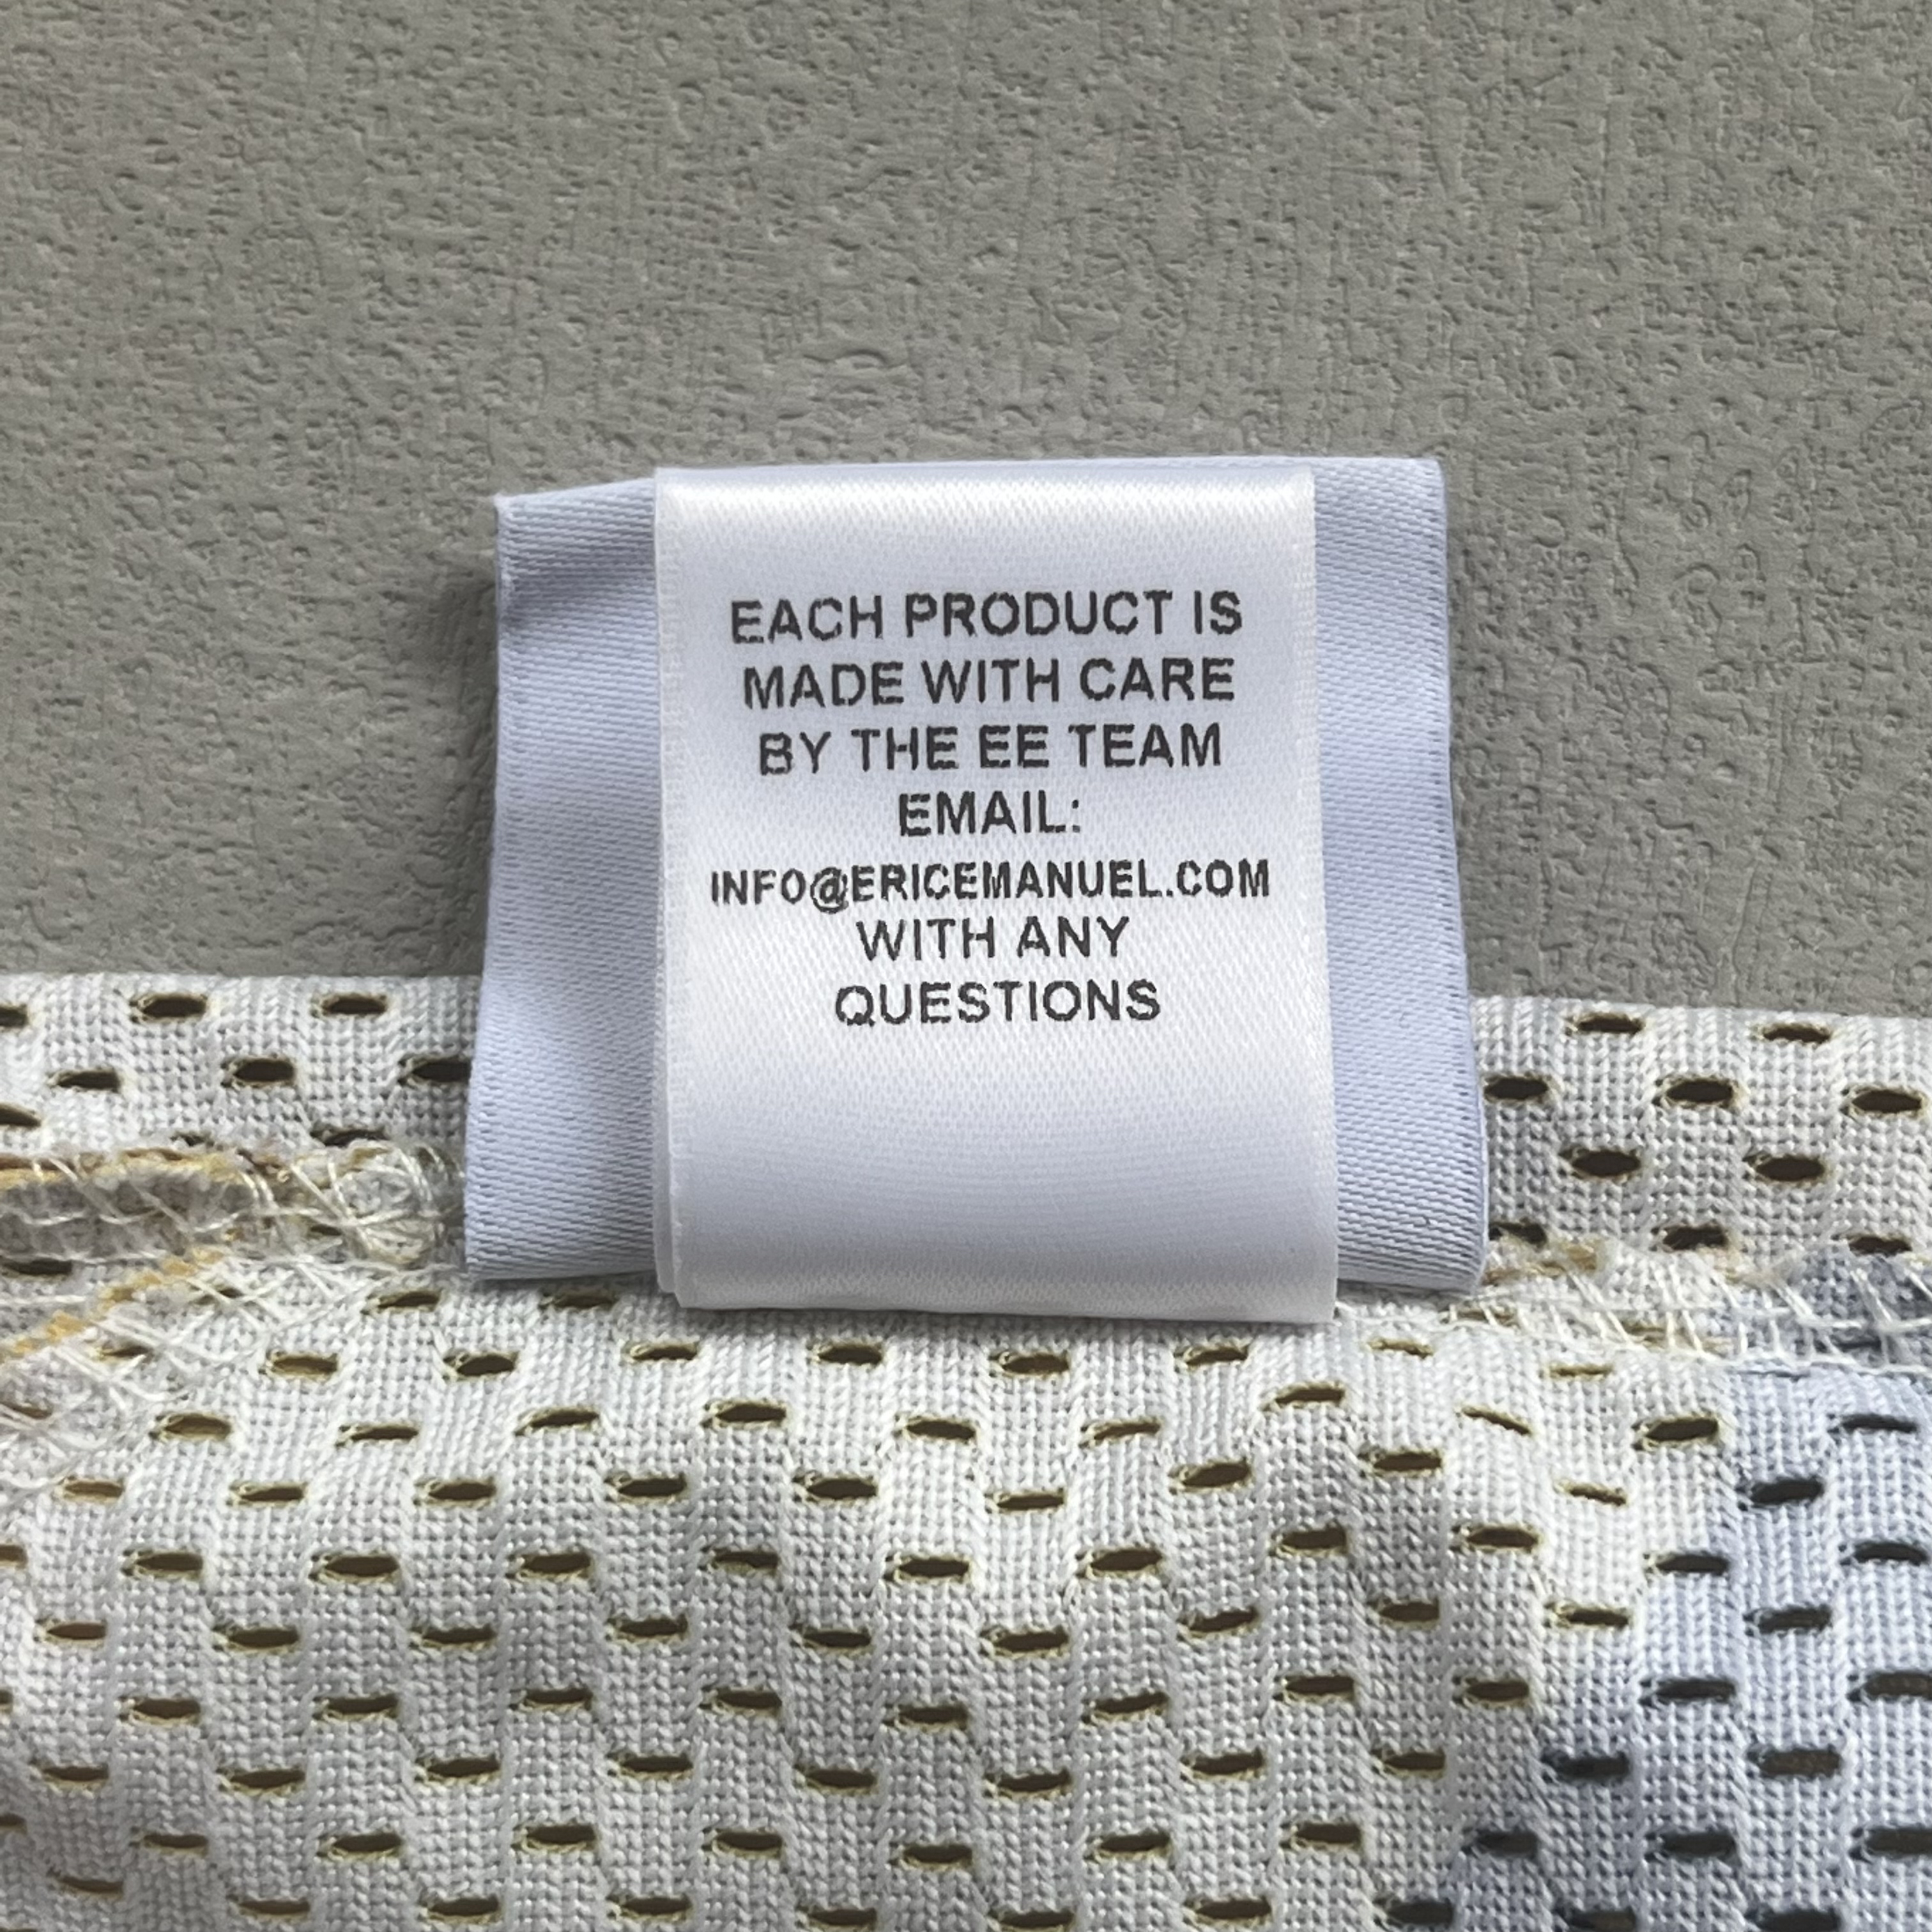 EACH PRODUCT IS
MADE WITH CARE
BY THE EE TEAM
EMAIL:
INFO@ERICEMANUEL.COM
WITH ANY
QUESTIONS